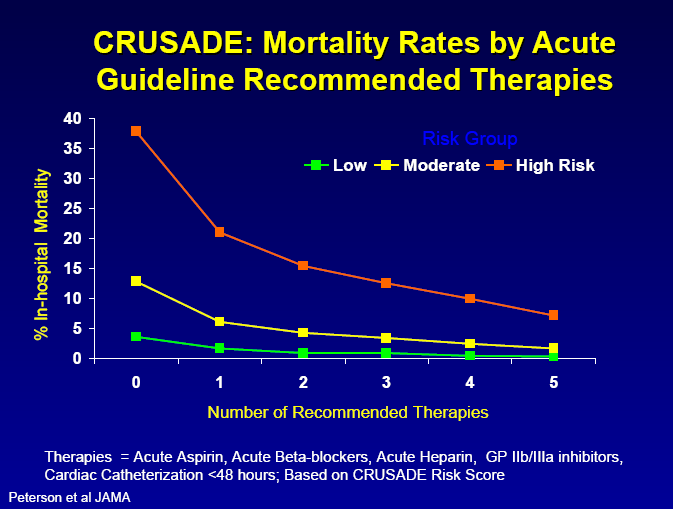 CRUSADE: Mortality Rates by Acute
Guideline Recommended Therapies
% In-hospital Mortality
40
35
30
25
20
15
10
5
0
Risk Group
Low Moderate High Risk
0 1 2 3 4 5
Number of Recommended Therapies
Therapies = Acute Aspirin, Acute Beta-blockers, Acute Heparin, GP IIb/IIIa inhibitors,
Cardiac Catheterization <48 hours; Based on CRUSADE Risk Score
Peterson et al JAMA